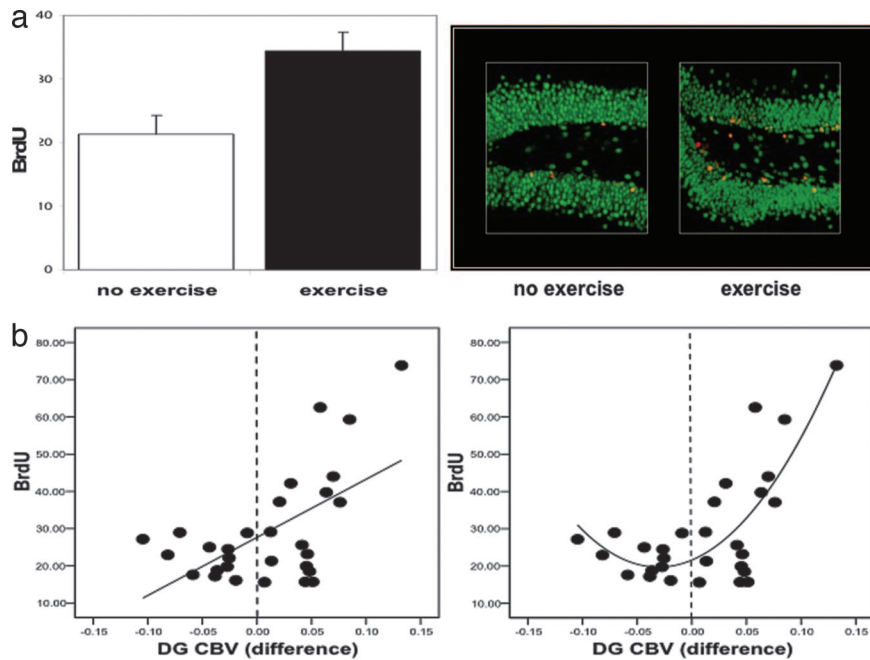 a
40
30
20
10
0
BrdU
no exercise
exercise
no exercise
exercise
b
80.00
70.00
60.00
50.00
40.00
30.00
20.00
10.00
BrdU
-0.15 -0.10 -0.05 0.00 0.05 0.10 0.15
DG CBV (difference)
80.00
70.00
60.00
50.00
40.00
30.00
20.00
10.00
BrdU
-0.15 -0.10 -0.05 0.00 0.05 0.10 0.15
DG CBV (difference)